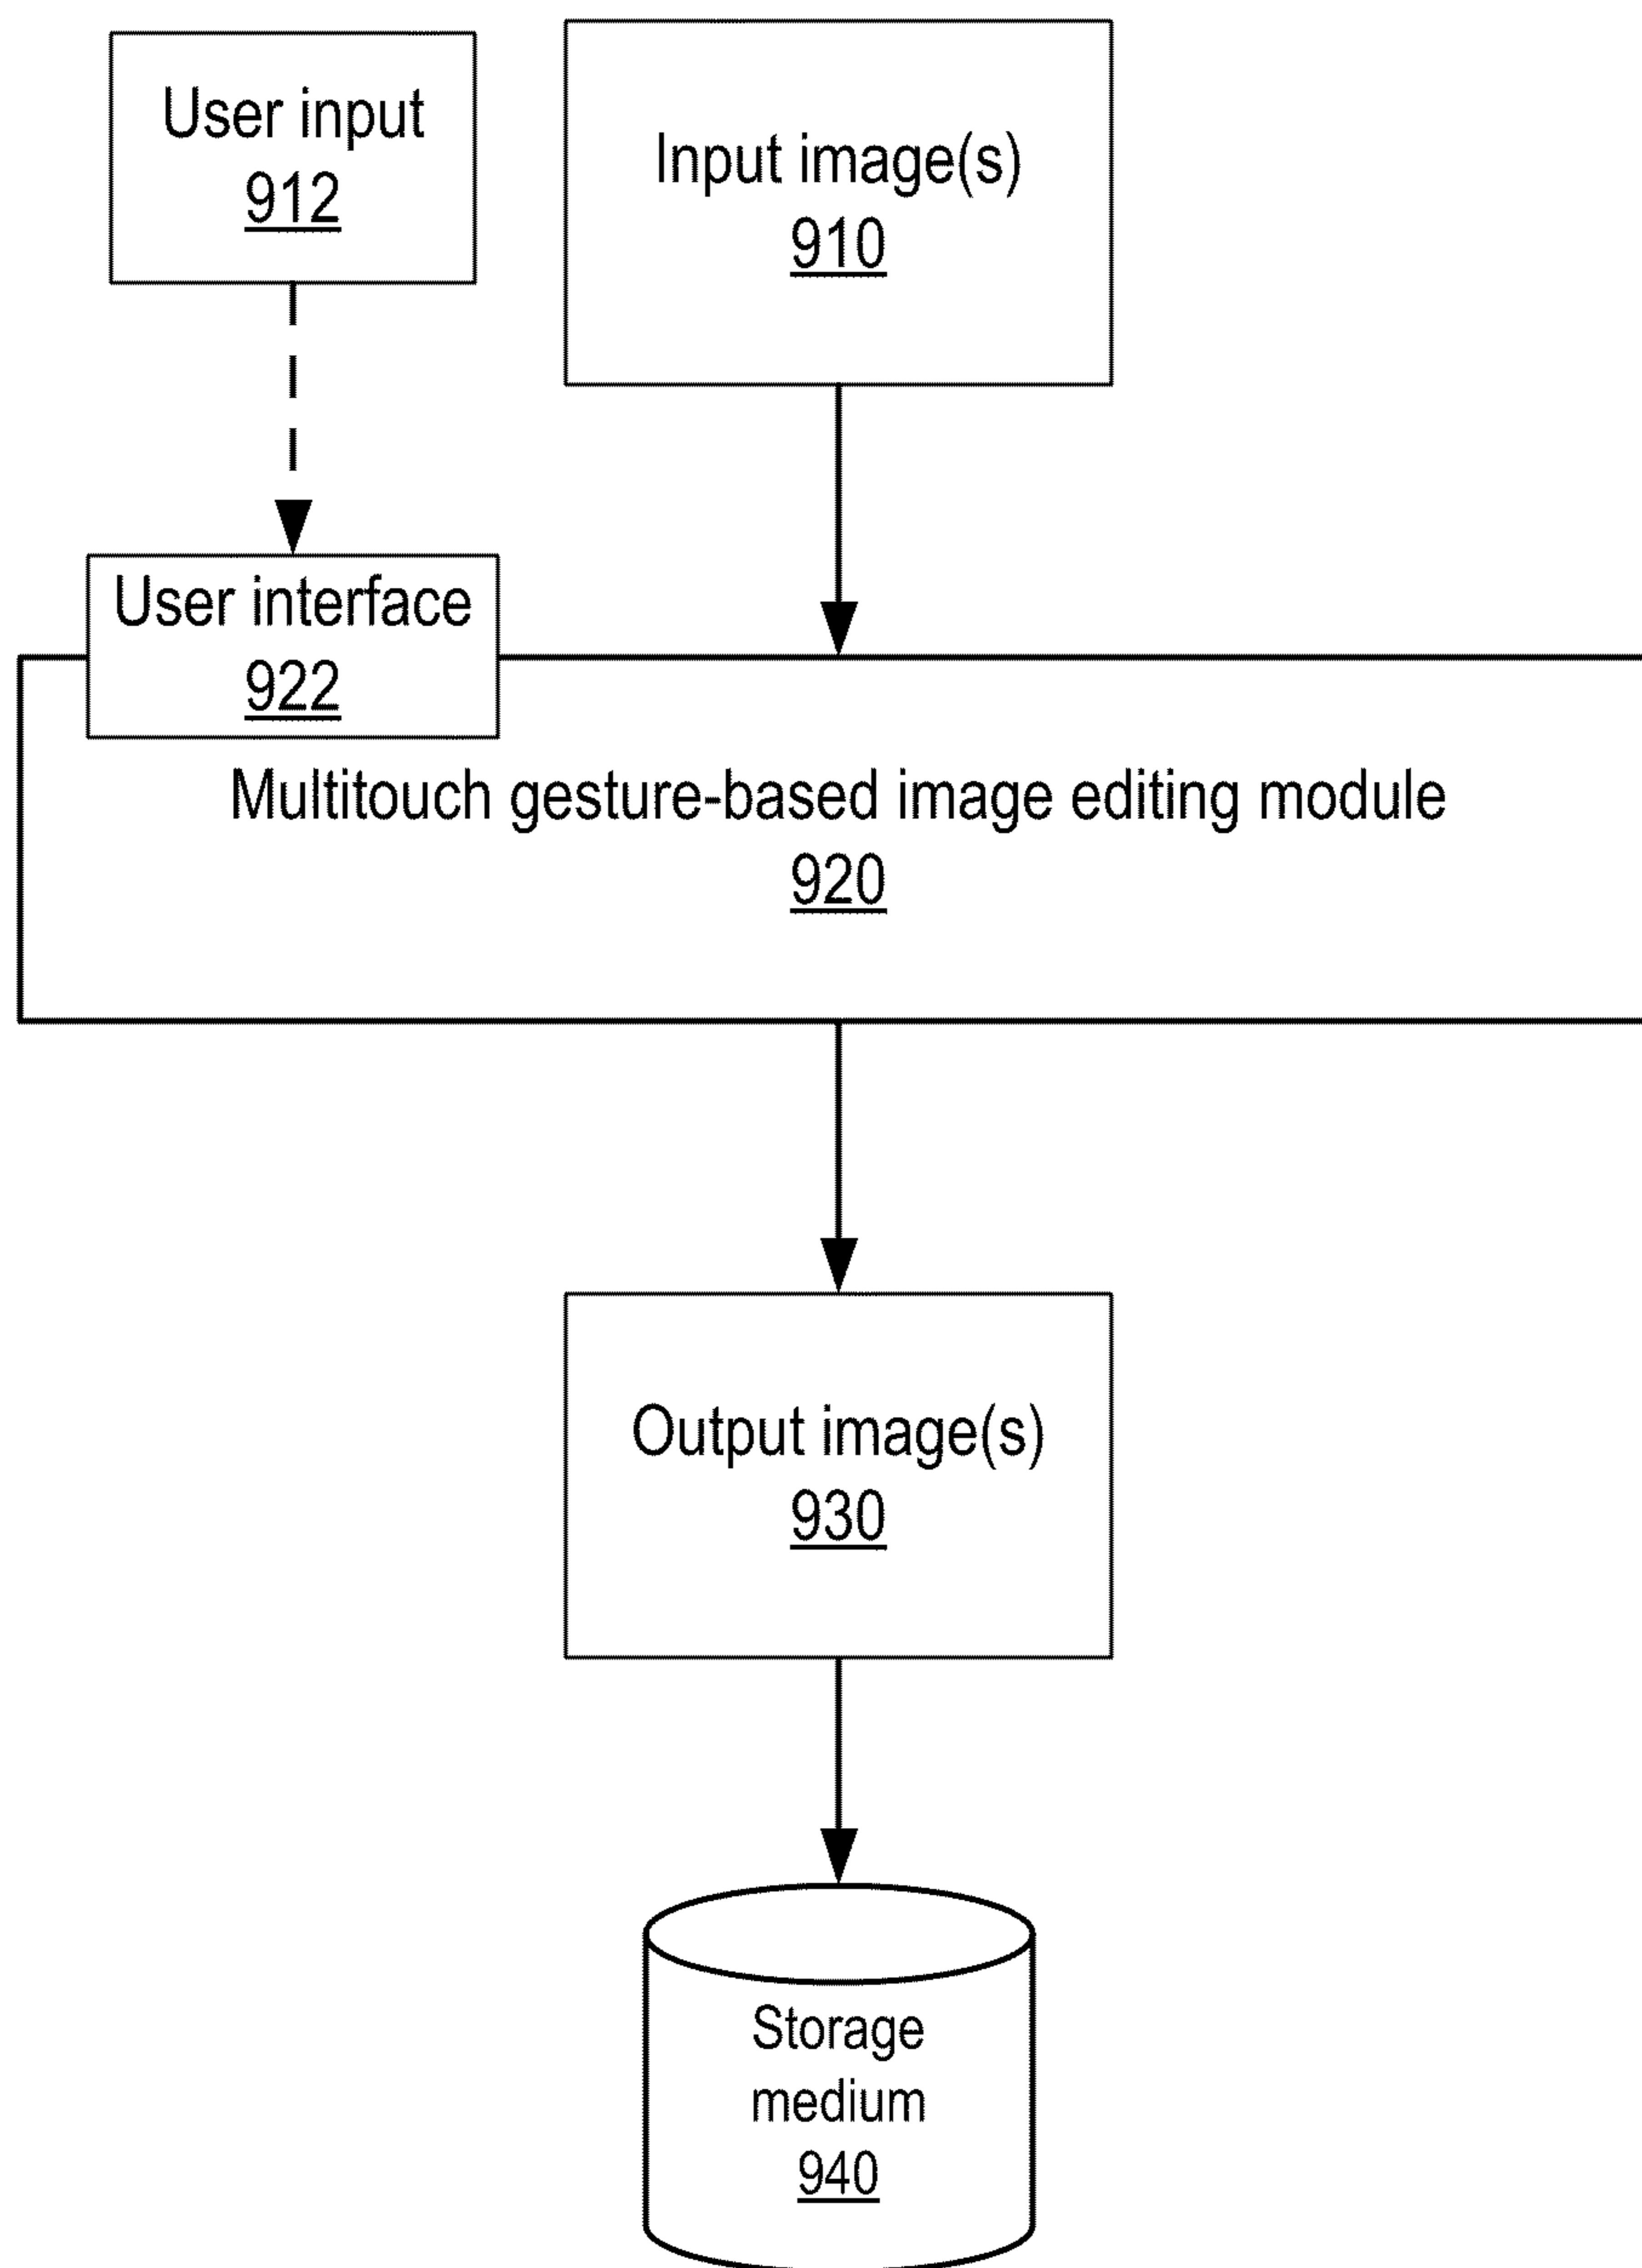 User input
912
Input image(s)
910
User interface
922
Multitouch gesture-based image editing module
920
Output image(s)
930
Storage
medium
940